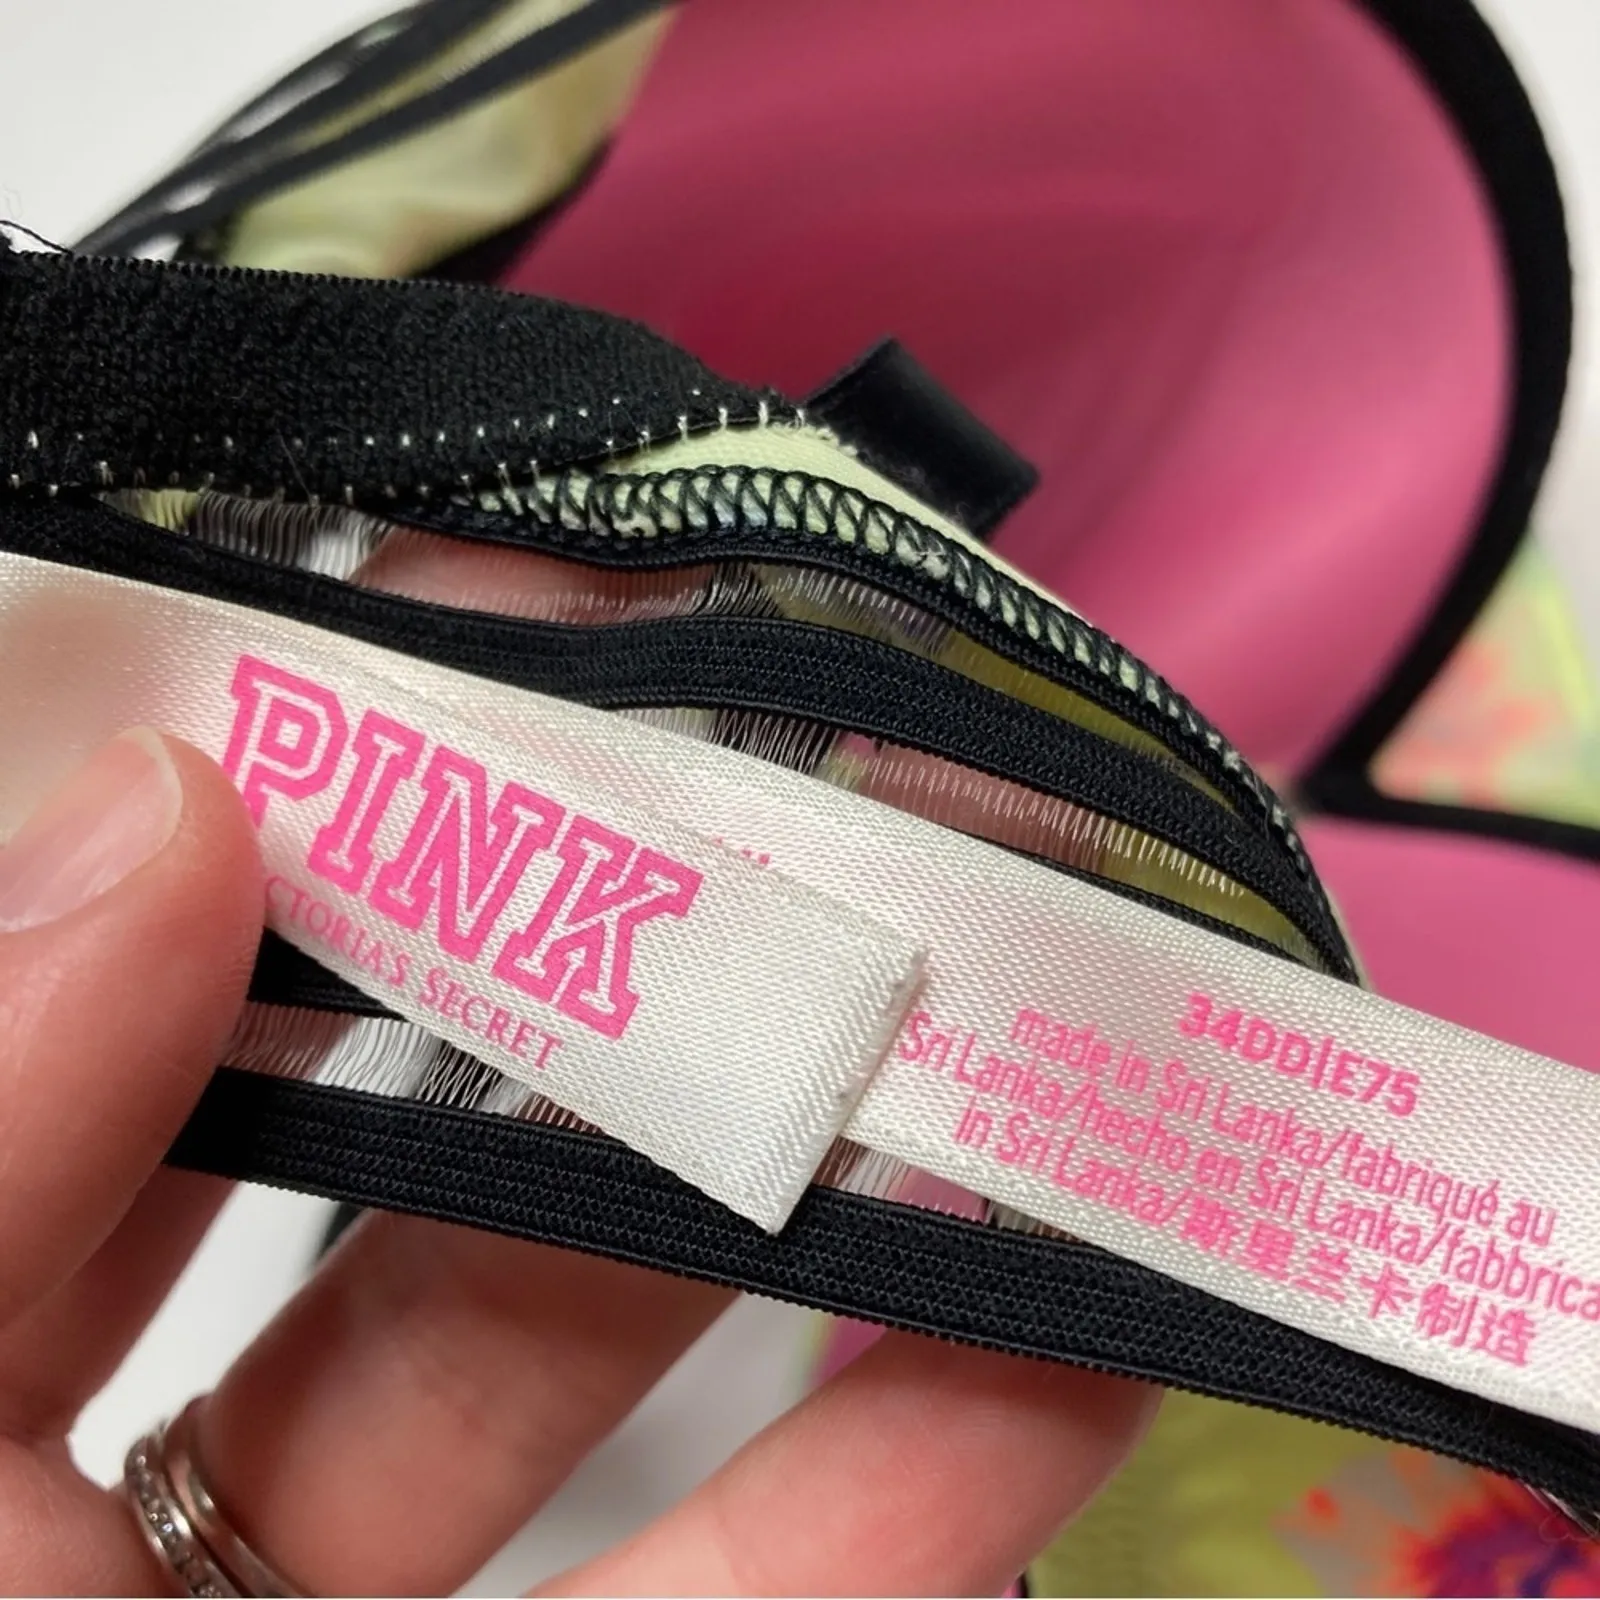 PINK
CTORIA'S SECRET
34DD|E75
made in Sri Lanka/fabriqué au
Sri Lanka/hecho en Sri Lanka/fabbrica
in Sri Lanka/斯里兰卡制造